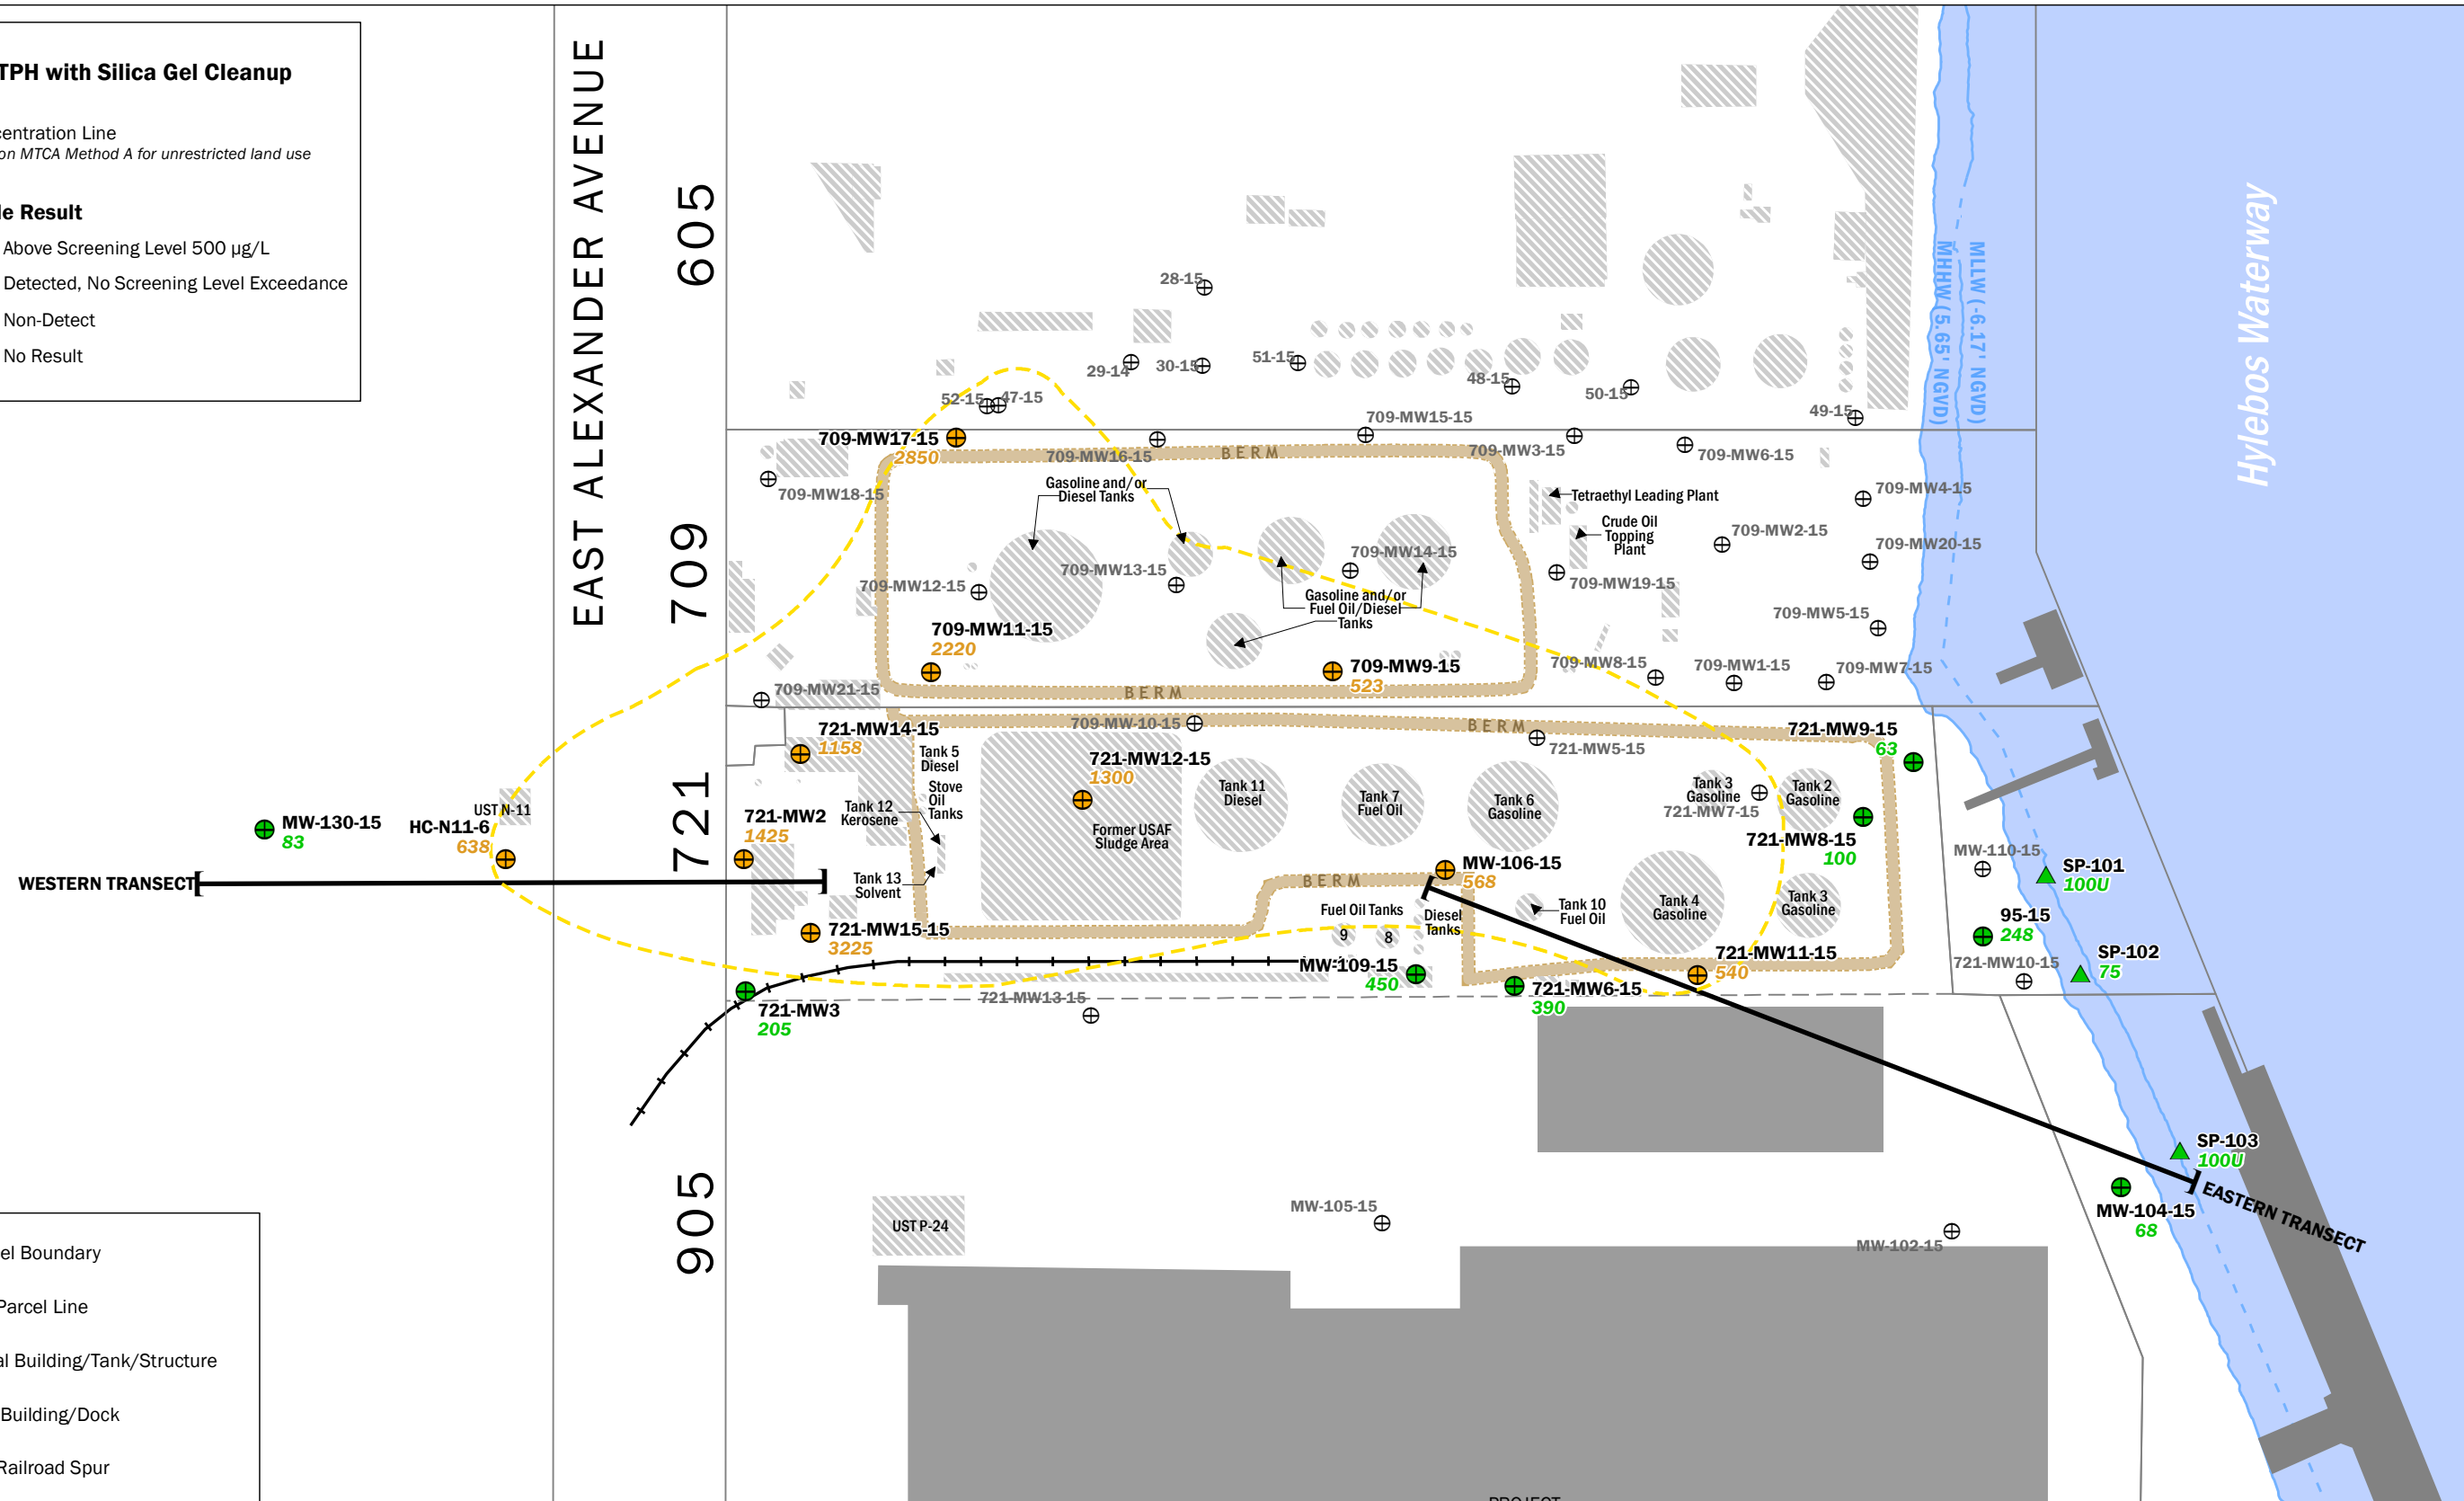 TPH with Silica Gel Cleanup
centration Line
on MTCA Method A for unrestricted land use
le Result
Above Screening Level 500 µg/L
Detected, No Screening Level Exceedance
Non-Detect
No Result
EAST ALEXANDER AVENUE
605
709
721
905
Hylebos Waterway
MHHW (5.65' NGVD)
MLLW (-6.17' NGVD)
28-15
29-14
30-15
51-15
48-15
50-15
49-15
52-15
47-15
709-MW17-15
2850
709-MW16-15
709-MW15-15
709-MW3-15
709-MW6-15
709-MW18-15
BERM
Gasoline and/or
Diesel Tanks
Tetraethyl Leading Plant
Crude Oil
Topping
Plant
709-MW4-15
709-MW2-15
709-MW20-15
709-MW12-15
709-MW13-15
709-MW14-15
709-MW19-15
Gasoline and/or
Fuel Oil/Diesel
Tanks
709-MW5-15
709-MW11-15
2220
709-MW9-15
523
709-MW8-15
709-MW1-15
709-MW7-15
709-MW21-15
BERM
721-MW14-15
1158
709-MW-10-15
BERM
721-MW5-15
721-MW9-15
63
Tank 5
Diesel
721-MW12-15
1300
Stove
Oil
Tanks
Tank 12
Kerosene
Tank 11
Diesel
Tank 7
Fuel Oil
Tank 6
Gasoline
Tank 3
Gasoline
721-MW7-15
Tank 2
Gasoline
UST N-11
MW-130-15
83
HC-N11-6
638
721-MW2
1425
Former USAF
Sludge Area
721-MW8-15
100
MW-110-15
SP-101
100U
WESTERN TRANSECT
Tank 13
Solvent
BERM
MW-106-15
568
Fuel Oil Tanks
9
8
Diesel
Tanks
Tank 10
Fuel Oil
Tank 4
Gasoline
Tank 3
Gasoline
95-15
248
721-MW15-15
3225
721-MW11-15
540
721-MW10-15
SP-102
75
MW-109-15
450
721-MW6-15
390
721-MW3
205
721-MW13-15
SP-103
100U
EASTERN TRANSECT
MW-104-15
68
MW-105-15
MW-102-15
UST P-24
el Boundary
Parcel Line
al Building/Tank/Structure
Building/Dock
Railroad Spur